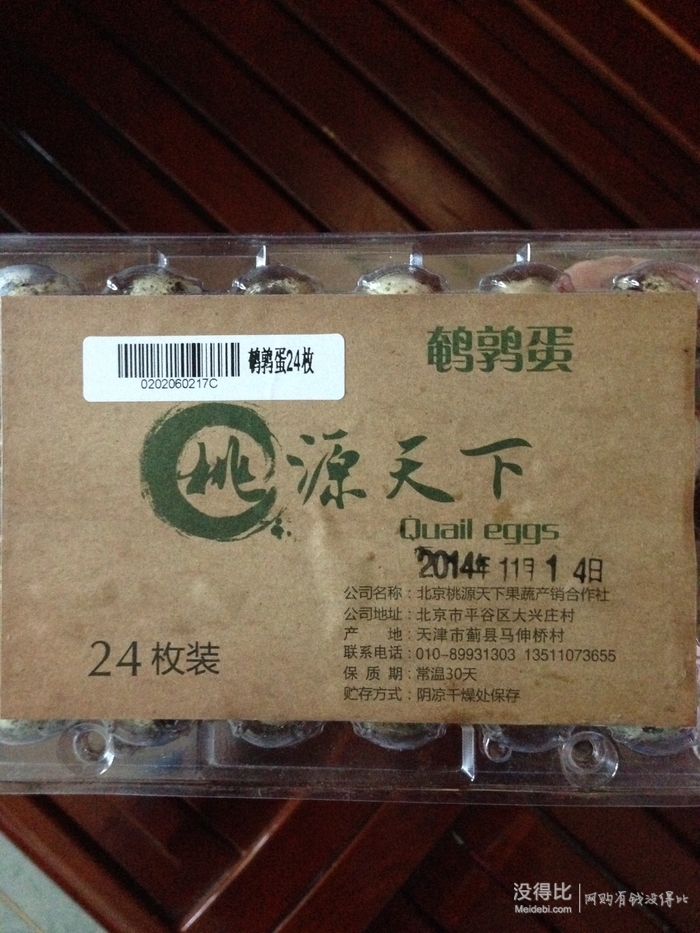 鹌鹑蛋24枚
0202060217C
鹌鹑蛋
桃源天下
Quail eggs
2014年 11月 1 4日
公司名称：北京桃源天下果蔬产销合作社
公司地址：北京市平谷区大兴庄村
产 地：天津市蓟县马伸桥村
联系电话：010-89931303 13511073655
保 质 期：常温30天
贮存方式：阴凉干燥处保存
24枚装
没得比
Meidebi.com
网购有钱没得比